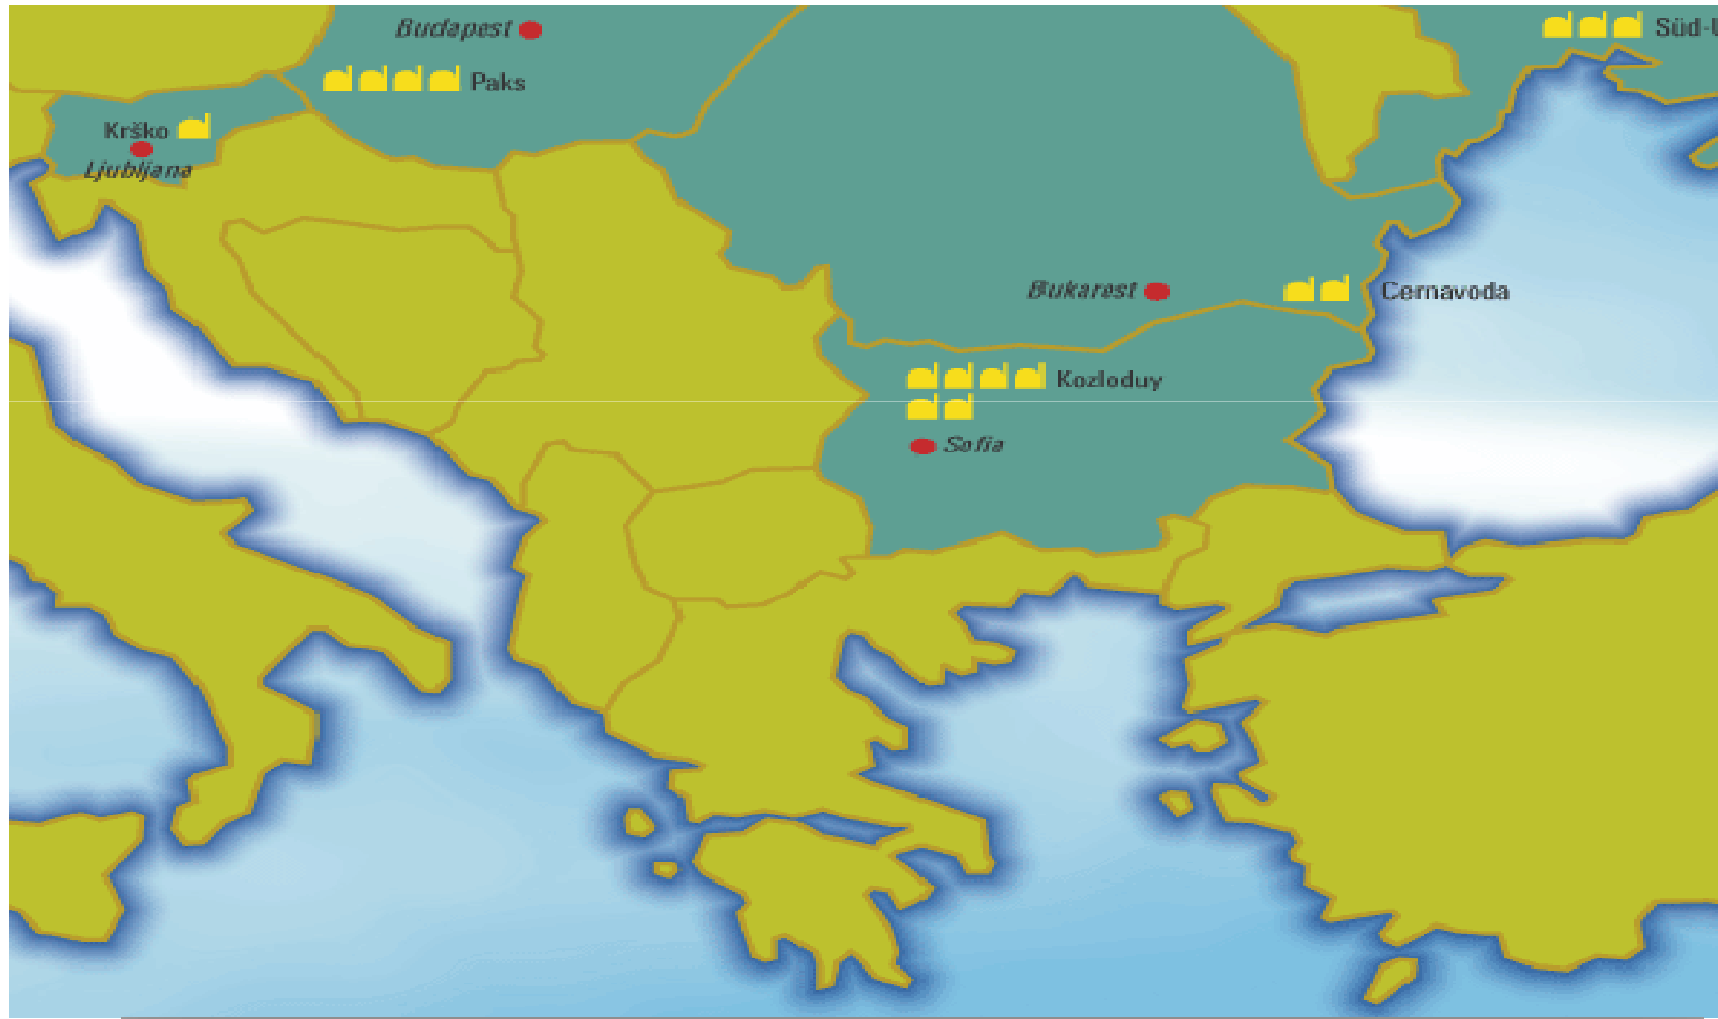 Budapest
Paks
Süd-U
Krško
Ljubljana
Bukarest
Cernavoda
Kozloduy
Sofia